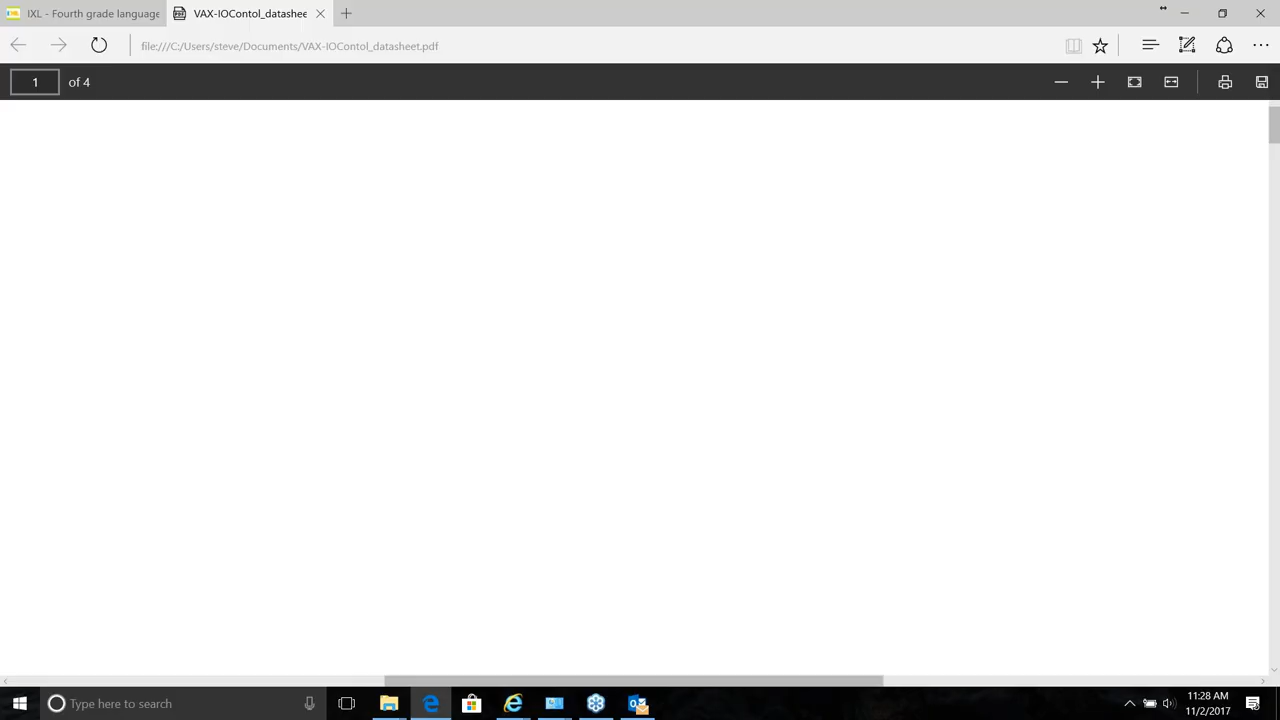 IXL - Fourth grade language
VAX-IOContol_datashee
file:///C:/Users/steve/Documents/VAX-IOContol_datasheet.pdf
1 of 4
Type here to search
11:28 AM
11/2/2017